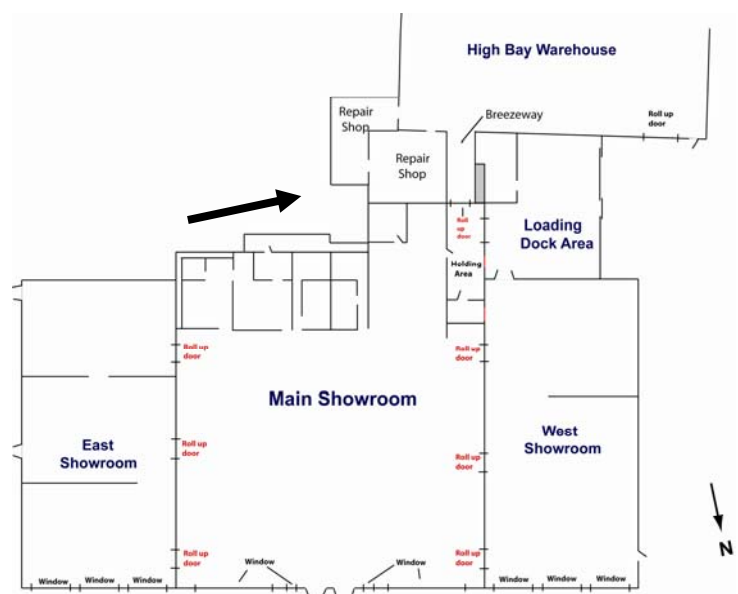 High Bay Warehouse
Repair
Shop
Roll up
door
Breezeway
Repair
Shop
Roll
up
door
Loading
Dock Area
Holding
Area
Roll up
door
Roll up
door
Main Showroom
East
Showroom
West
Showroom
Roll up
door
Roll up
door
Roll up
door
Roll up
door
N
Window
Window
Window
Window
Window
Window
Window
Window